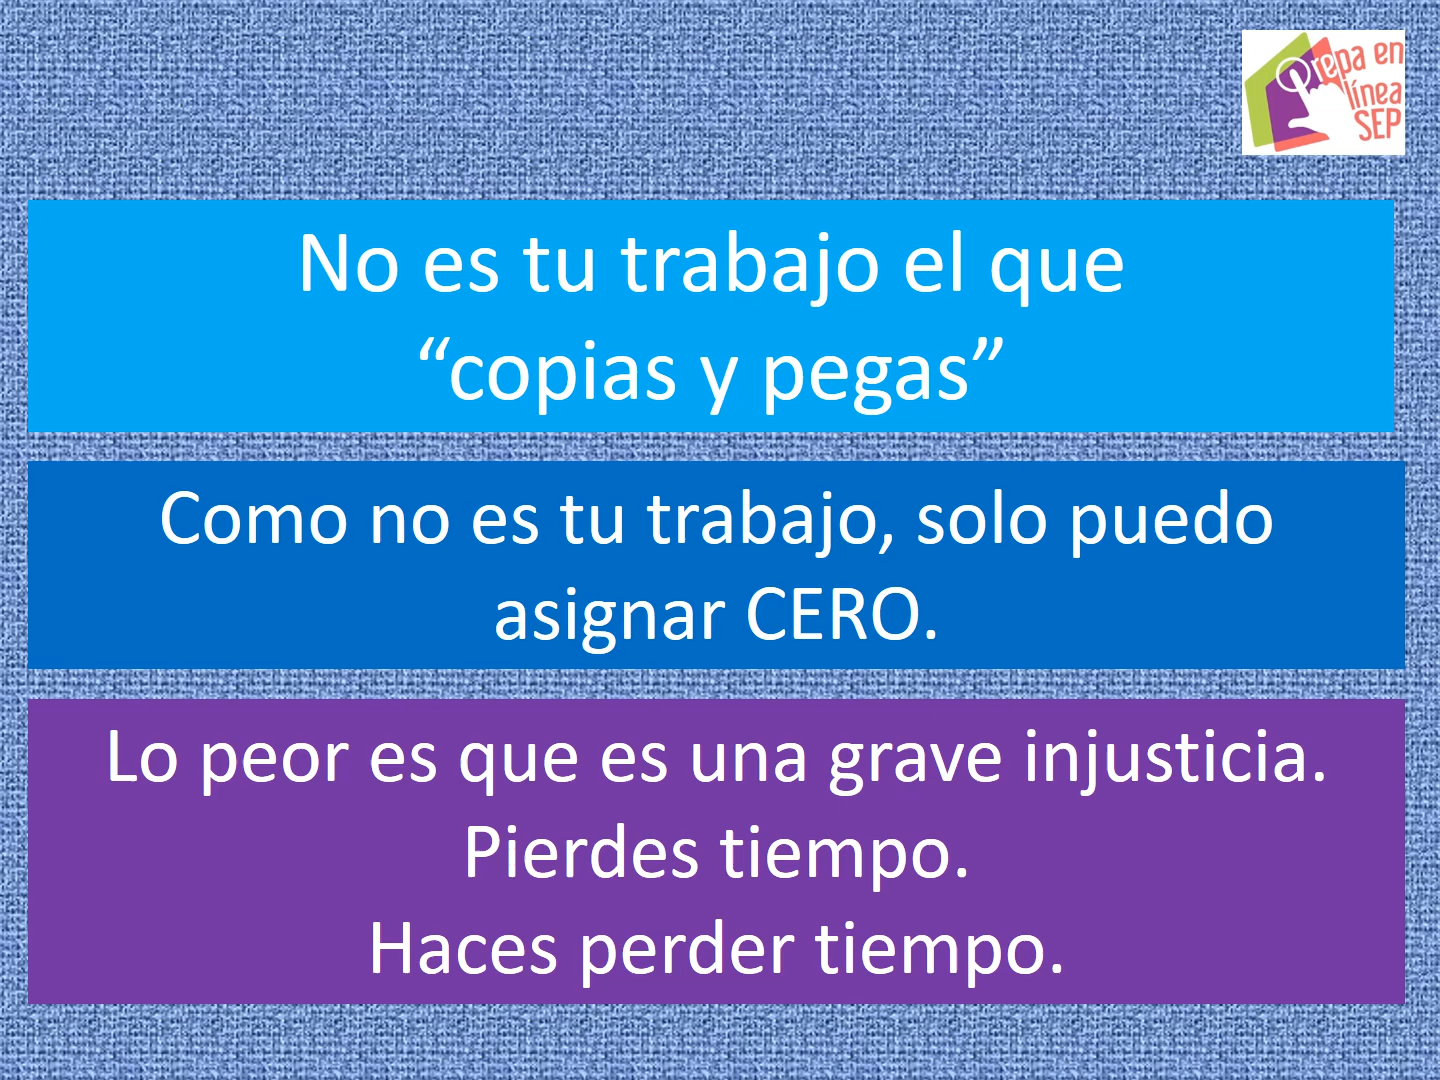 Prepa en
línea
SEP
No es tu trabajo el que
“copias y pegas”
Como no es tu trabajo, solo puedo
asignar CERO.
Lo peor es que es una grave injusticia.
Pierdes tiempo.
Haces perder tiempo.